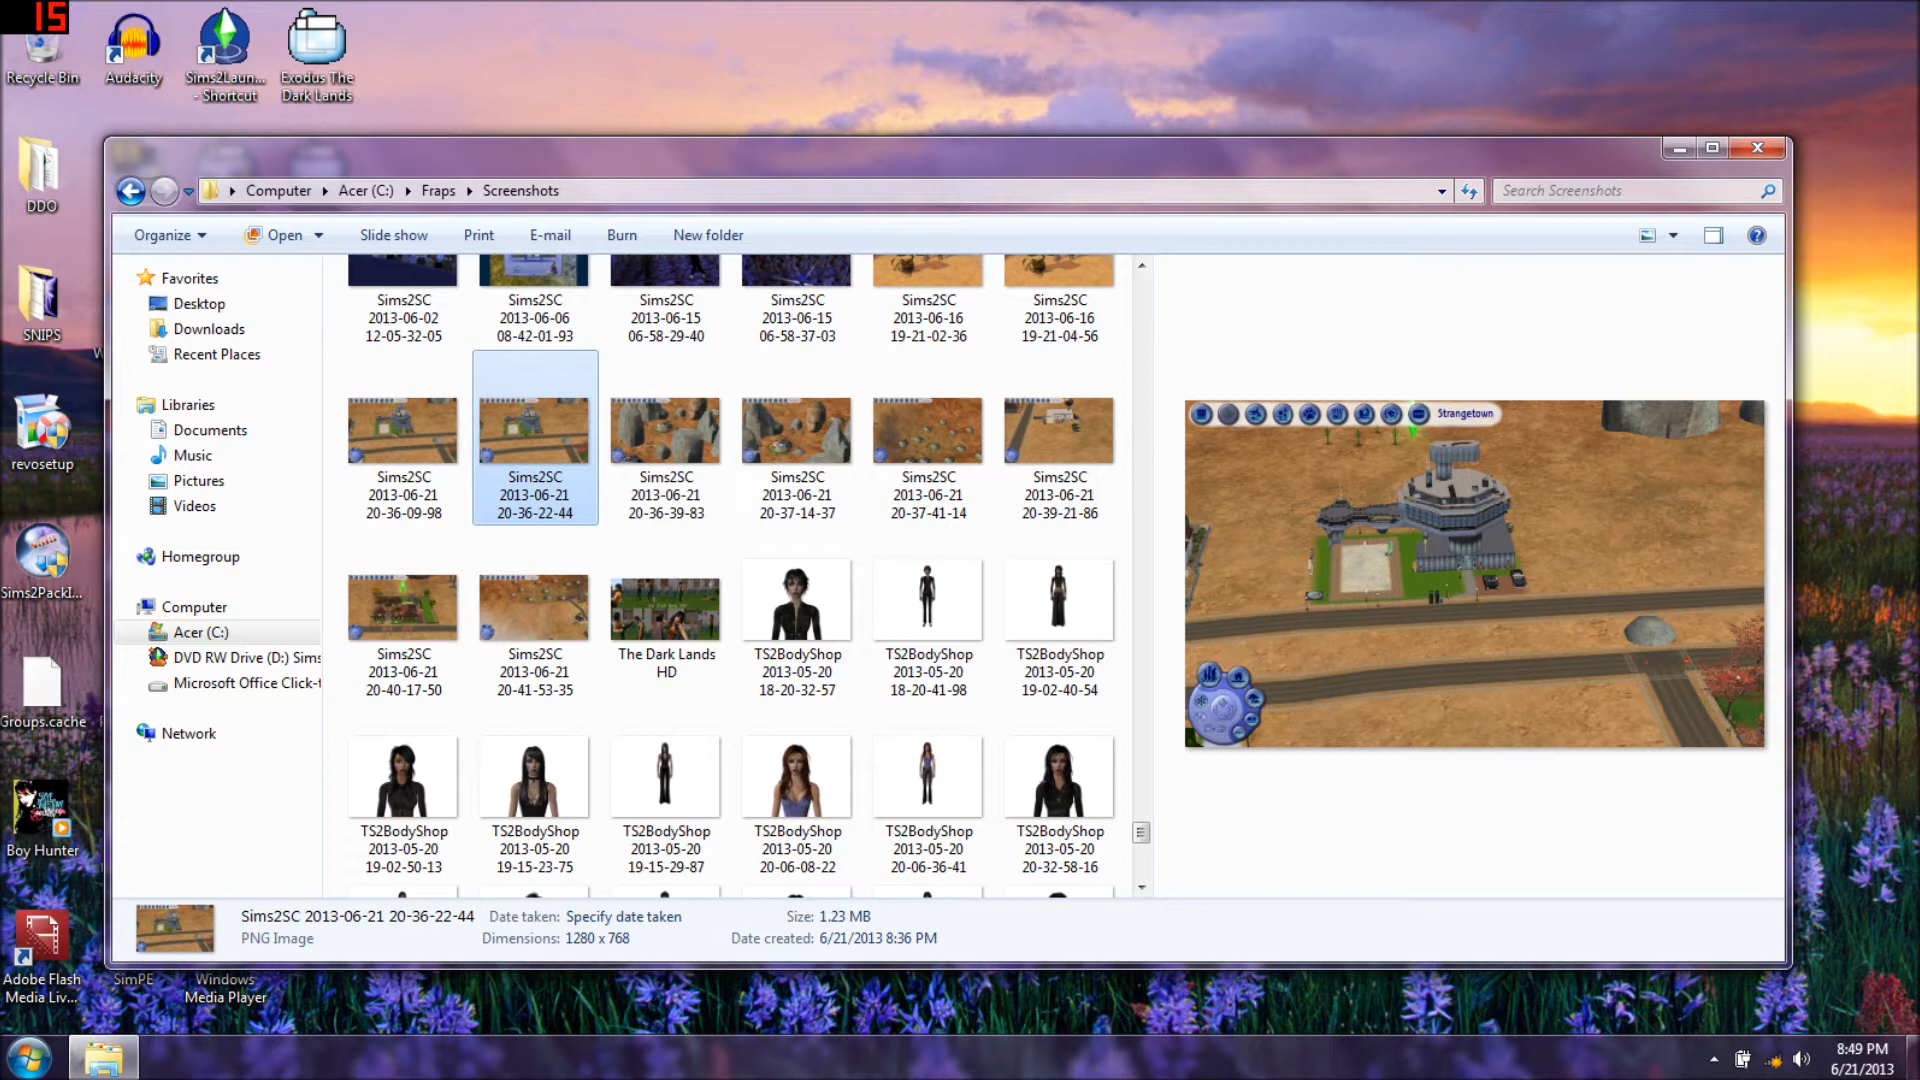 15
Recycle Bin
Audacity
Sims2Laun...
- Shortcut
Exodus The
Dark Lands
DDO
SNIPS
revosetup
Sims2PackI...
Groups.cache
Boy Hunter
Adobe Flash
Media Liv...
SimPE
Windows
Media Player
Computer
Acer (C:)
Fraps
Screenshots
Search Screenshots
Organize
Open
Slide show
Print
E-mail
Burn
New folder
Favorites
Desktop
Downloads
Recent Places
Libraries
Documents
Music
Pictures
Videos
Homegroup
Computer
Acer (C:)
DVD RW Drive (D:) Sims
Microsoft Office Click-t
Network
Sims2SC
2013-06-02
12-05-32-05
Sims2SC
2013-06-06
08-42-01-93
Sims2SC
2013-06-15
06-58-29-40
Sims2SC
2013-06-15
06-58-37-03
Sims2SC
2013-06-16
19-21-02-36
Sims2SC
2013-06-16
19-21-04-56
Sims2SC
2013-06-21
20-36-09-98
Sims2SC
2013-06-21
20-36-22-44
Sims2SC
2013-06-21
20-36-39-83
Sims2SC
2013-06-21
20-37-14-37
Sims2SC
2013-06-21
20-37-41-14
Sims2SC
2013-06-21
20-39-21-86
Sims2SC
2013-06-21
20-40-17-50
Sims2SC
2013-06-21
20-41-53-35
The Dark Lands
HD
TS2BodyShop
2013-05-20
18-20-32-57
TS2BodyShop
2013-05-20
18-20-41-98
TS2BodyShop
2013-05-20
19-02-40-54
TS2BodyShop
2013-05-20
19-02-50-13
TS2BodyShop
2013-05-20
19-15-23-75
TS2BodyShop
2013-05-20
19-15-29-87
TS2BodyShop
2013-05-20
20-06-08-22
TS2BodyShop
2013-05-20
20-06-36-41
TS2BodyShop
2013-05-20
20-32-58-16
Strangetown
Sims2SC 2013-06-21 20-36-22-44
PNG Image
Date taken: Specify date taken
Dimensions: 1280 x 768
Size: 1.23 MB
Date created: 6/21/2013 8:36 PM
8:49 PM
6/21/2013